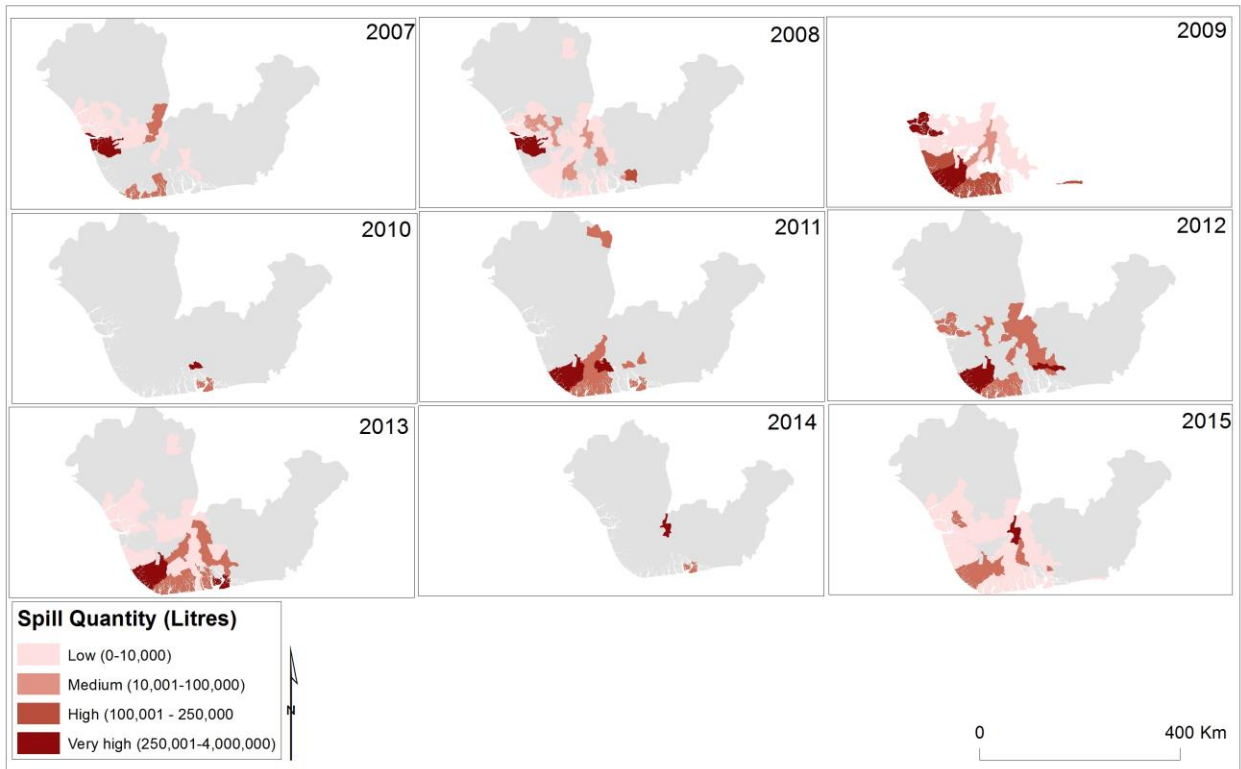 2007
2008
2009
2010
2011
2012
2013
2014
2015
Spill Quantity (Litres)
Low (0-10,000)
Medium (10,001-100,000)
High (100,001 - 250,000
Very high (250,001-4,000,000)
N
0 400 Km